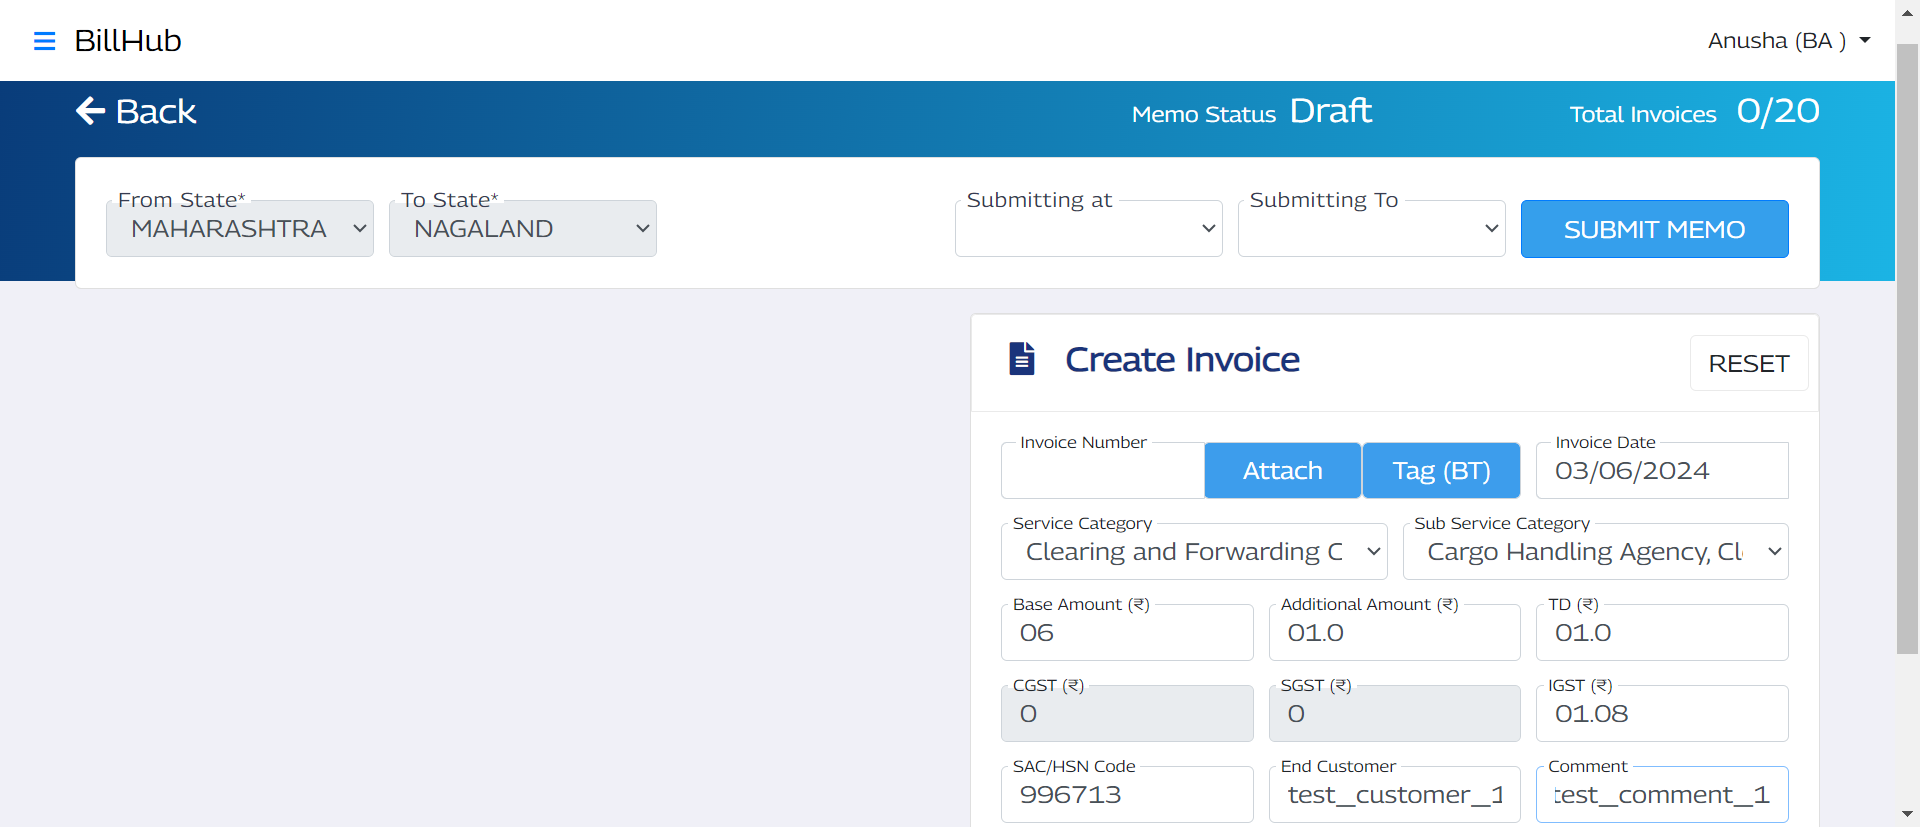 BillHub
Anusha (BA )
Back
Memo Status Draft
Total Invoices 0/20
From State*
MAHARASHTRA
To State*
NAGALAND
Submitting at
Submitting To
SUBMIT MEMO
Create Invoice
RESET
Invoice Number
Attach
Tag (BT)
Invoice Date
03/06/2024
Service Category
Clearing and Forwarding C
Sub Service Category
Cargo Handling Agency, Cl
Base Amount (₹)
06
Additional Amount (₹)
01.0
TD (₹)
01.0
CGST (₹)
0
SGST (₹)
0
IGST (₹)
01.08
SAC/HSN Code
996713
End Customer
test_customer_1
Comment
test_comment_1